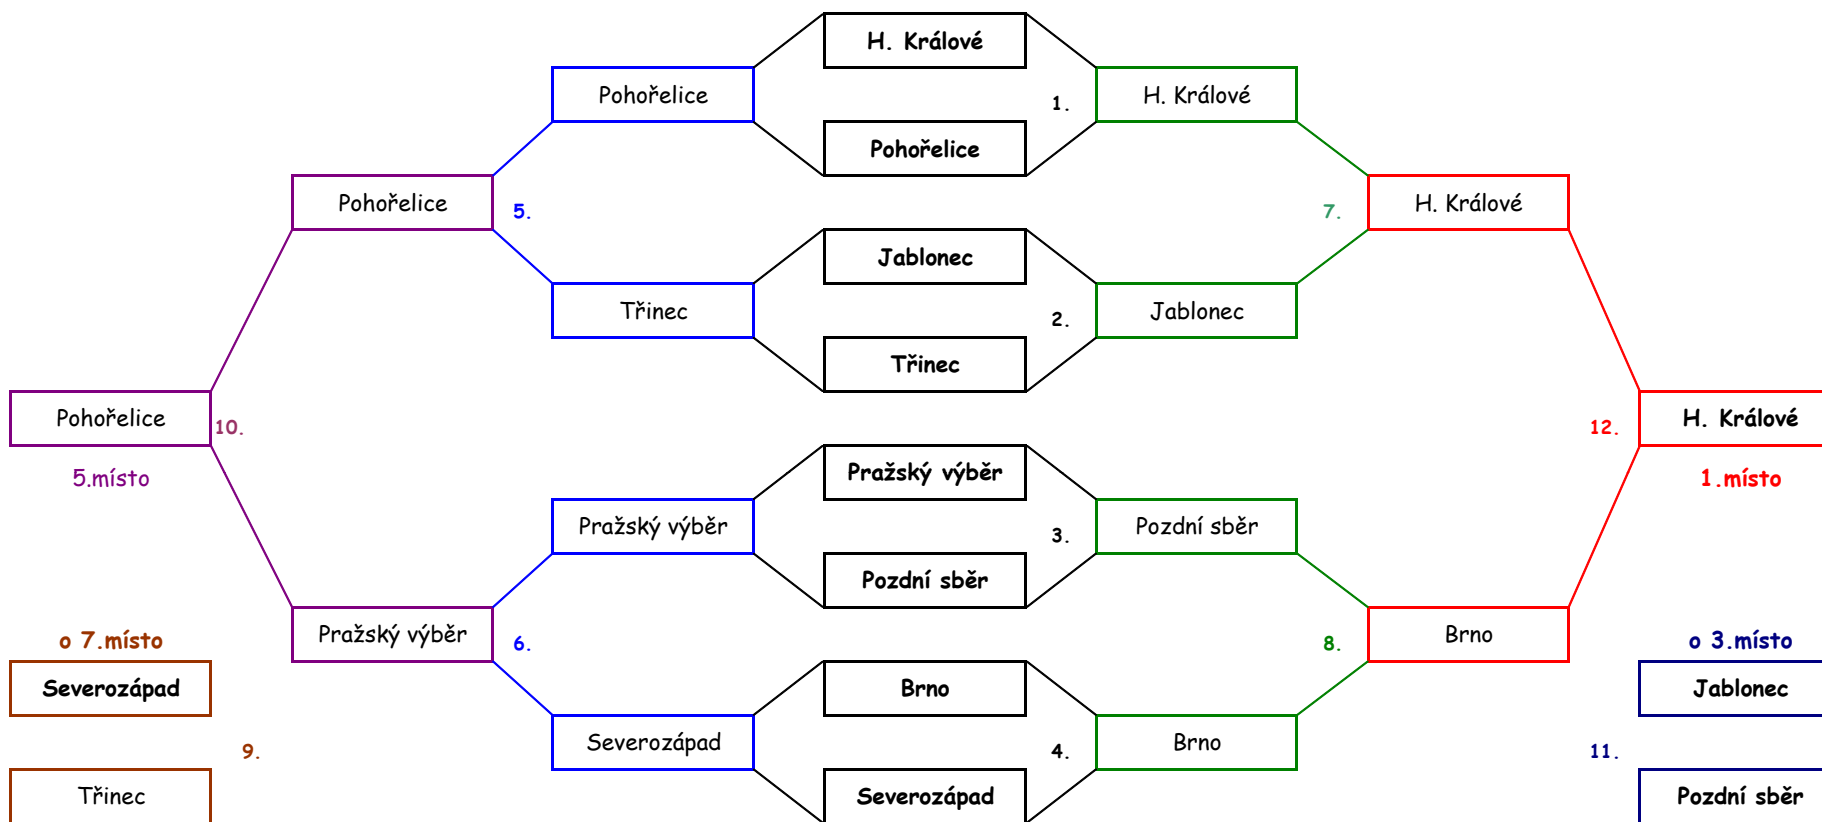 H. Králové
Pohořelice
1.
H. Králové
Pohořelice
Pohořelice
5.
7.
H. Králové
Jablonec
Třinec
2.
Jablonec
Třinec
Pohořelice
10.
12.
H. Králové
5.místo
Pražský výběr
1.místo
Pražský výběr
3.
Pozdní sběr
Pozdní sběr
o 7.místo
Pražský výběr
6.
8.
Brno
o 3.místo
Severozápad
Brno
Jablonec
9.
Severozápad
4.
Brno
11.
Třinec
Severozápad
Pozdní sběr